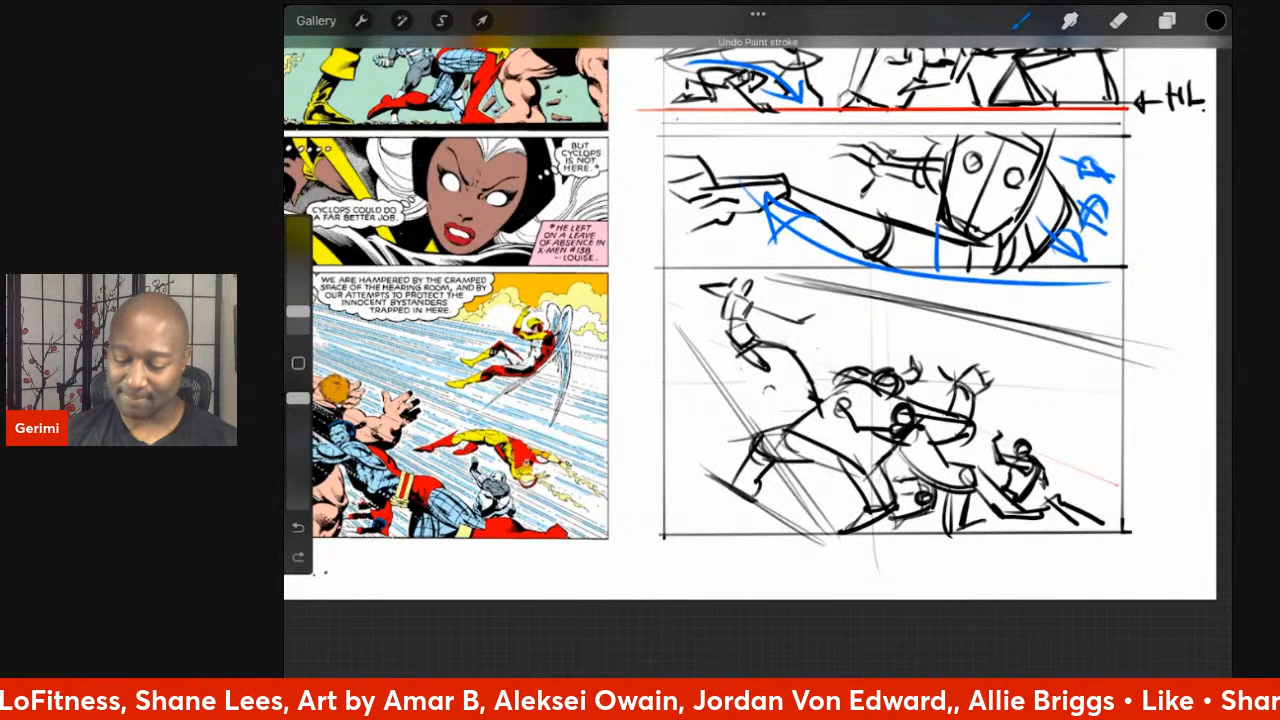 Gallery
Undo Paint stroke
HL
BUT
CYCLOPS
IS NOT
HERE.*
CYCLOPS COULD DO
A FAR BETTER JOB.
*HE LEFT
ON A LEAVE
OF ABSENCE IN
X-MEN #138
--LOUISE.
WE ARE HAMPERED BY THE CRAMPED
SPACE OF THE HEARING ROOM, AND BY
OUR ATTEMPTS TO PROTECT THE
INNOCENT BYSTANDERS
TRAPPED IN HERE.
Gerimi
LoFitness, Shane Lees, Art by Amar B, Aleksei Owain, Jordan Von Edward,, Allie Briggs • Like • Shar